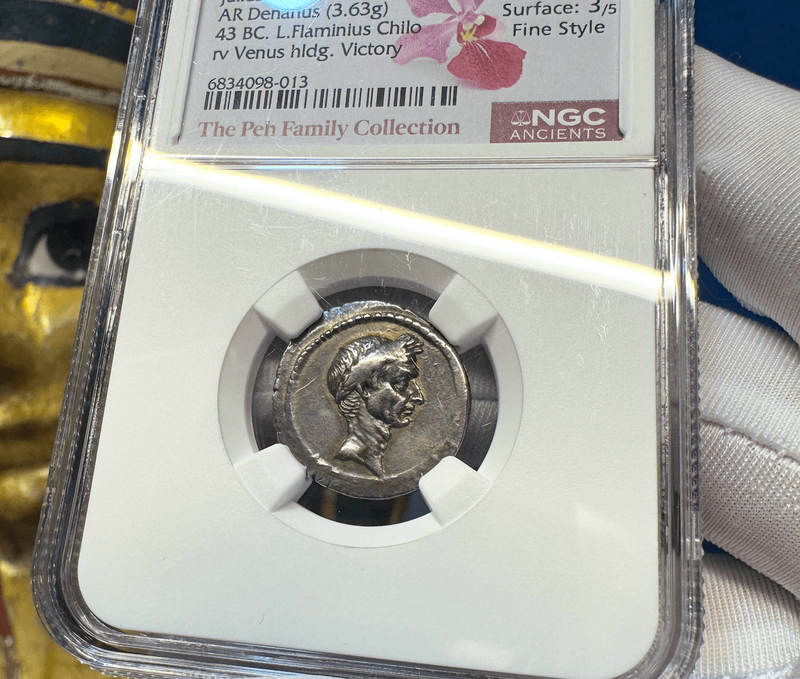 AR Denarius (3.63g)
43 BC. L.Flaminius Chilo
rv Venus hldg. Victory
Surface: 3/5
Fine Style
6834098-013
The Peh Family Collection
NGC
ANCIENTS